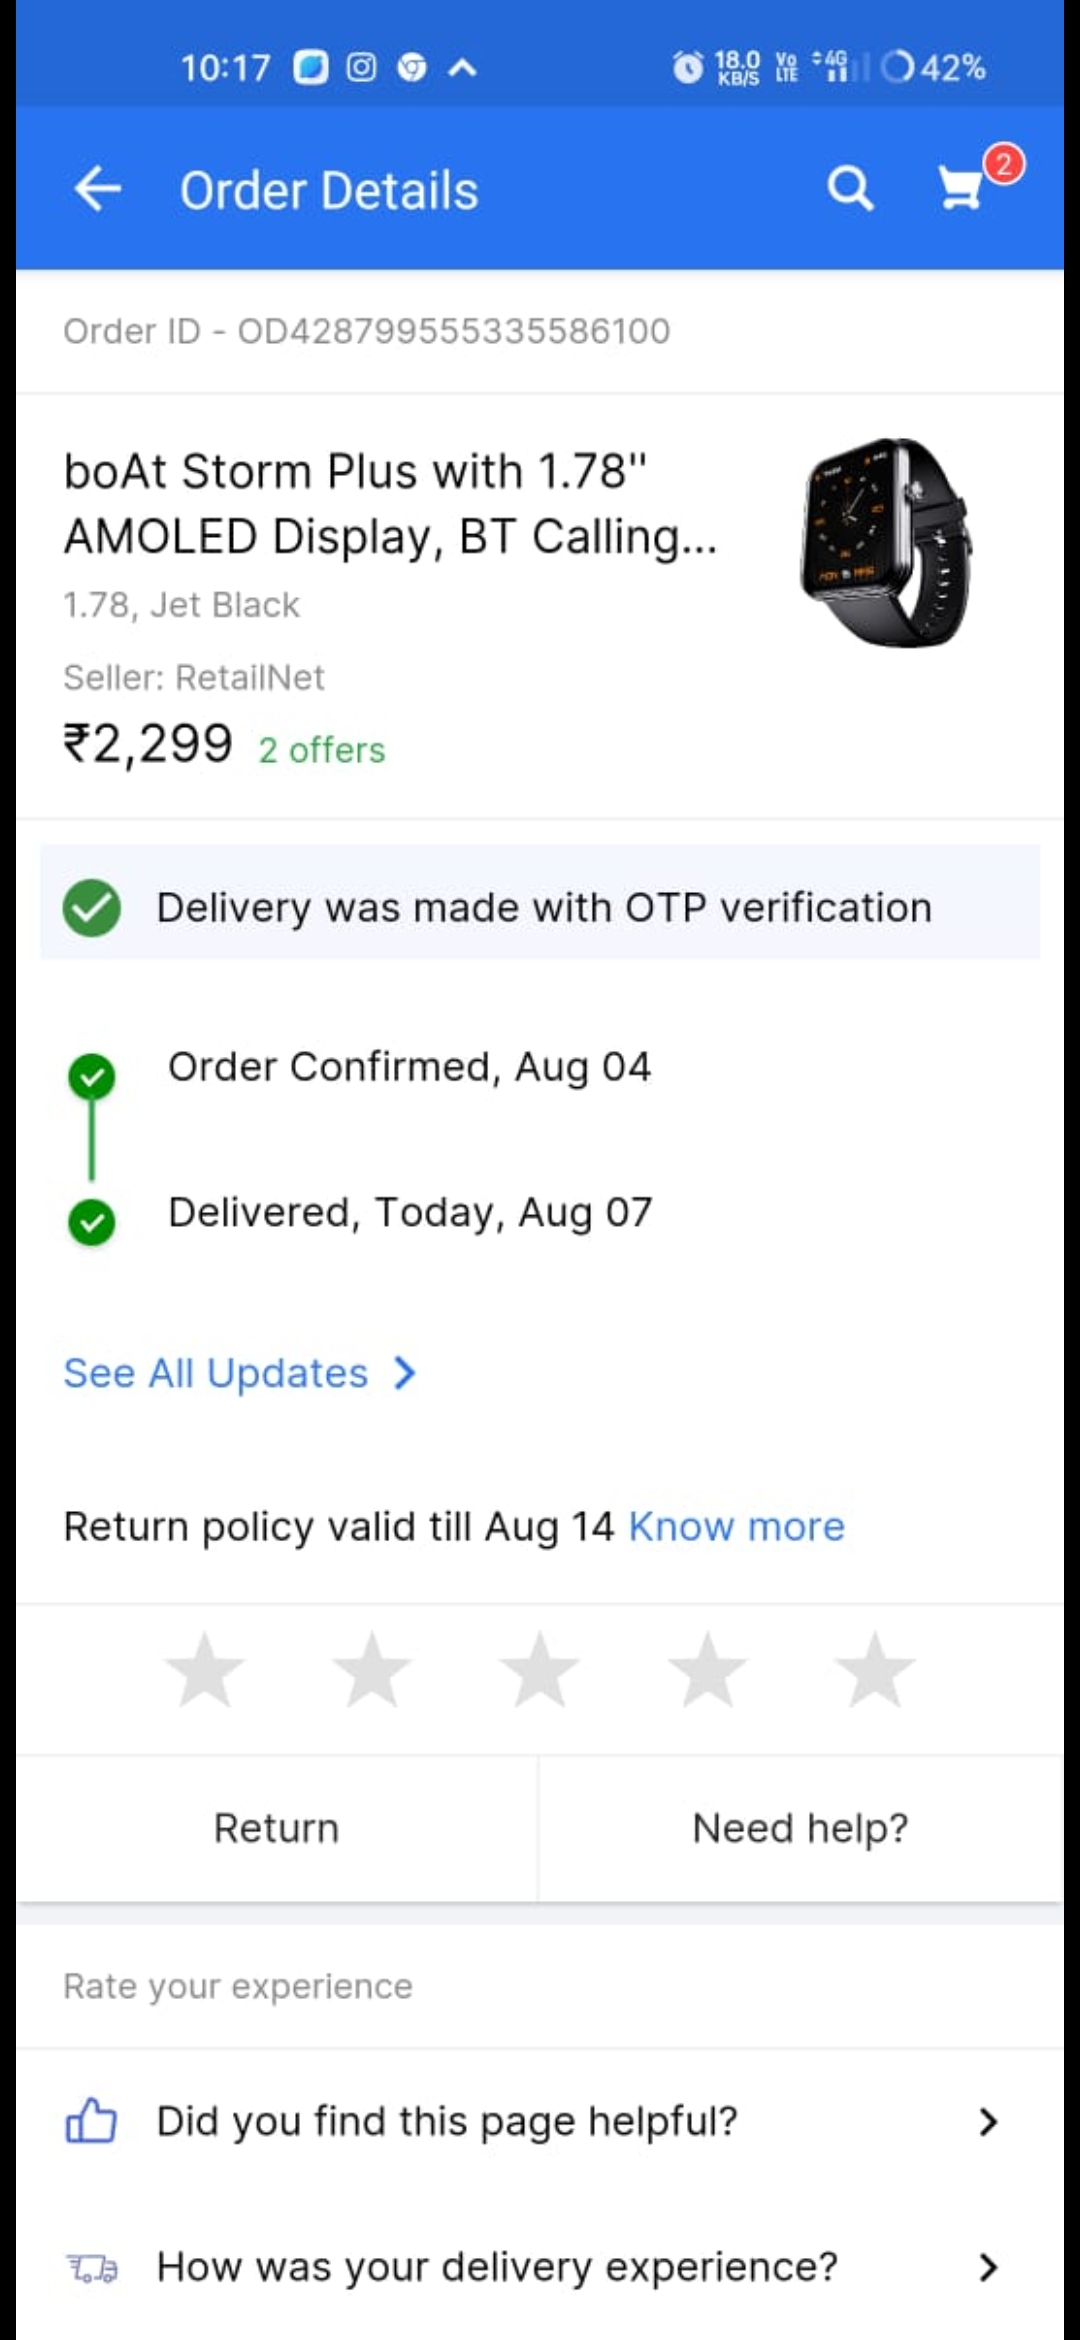 10:17 18.0 KB/S Vo LTE 4G 42%
Order Details 2
Order ID - OD428799555335586100
boAt Storm Plus with 1.78"
AMOLED Display, BT Calling...
1.78, Jet Black
Seller: RetailNet
₹2,299 2 offers
Delivery was made with OTP verification
Order Confirmed, Aug 04
Delivered, Today, Aug 07
See All Updates
Return policy valid till Aug 14 Know more
Return Need help?
Rate your experience
Did you find this page helpful?
How was your delivery experience?